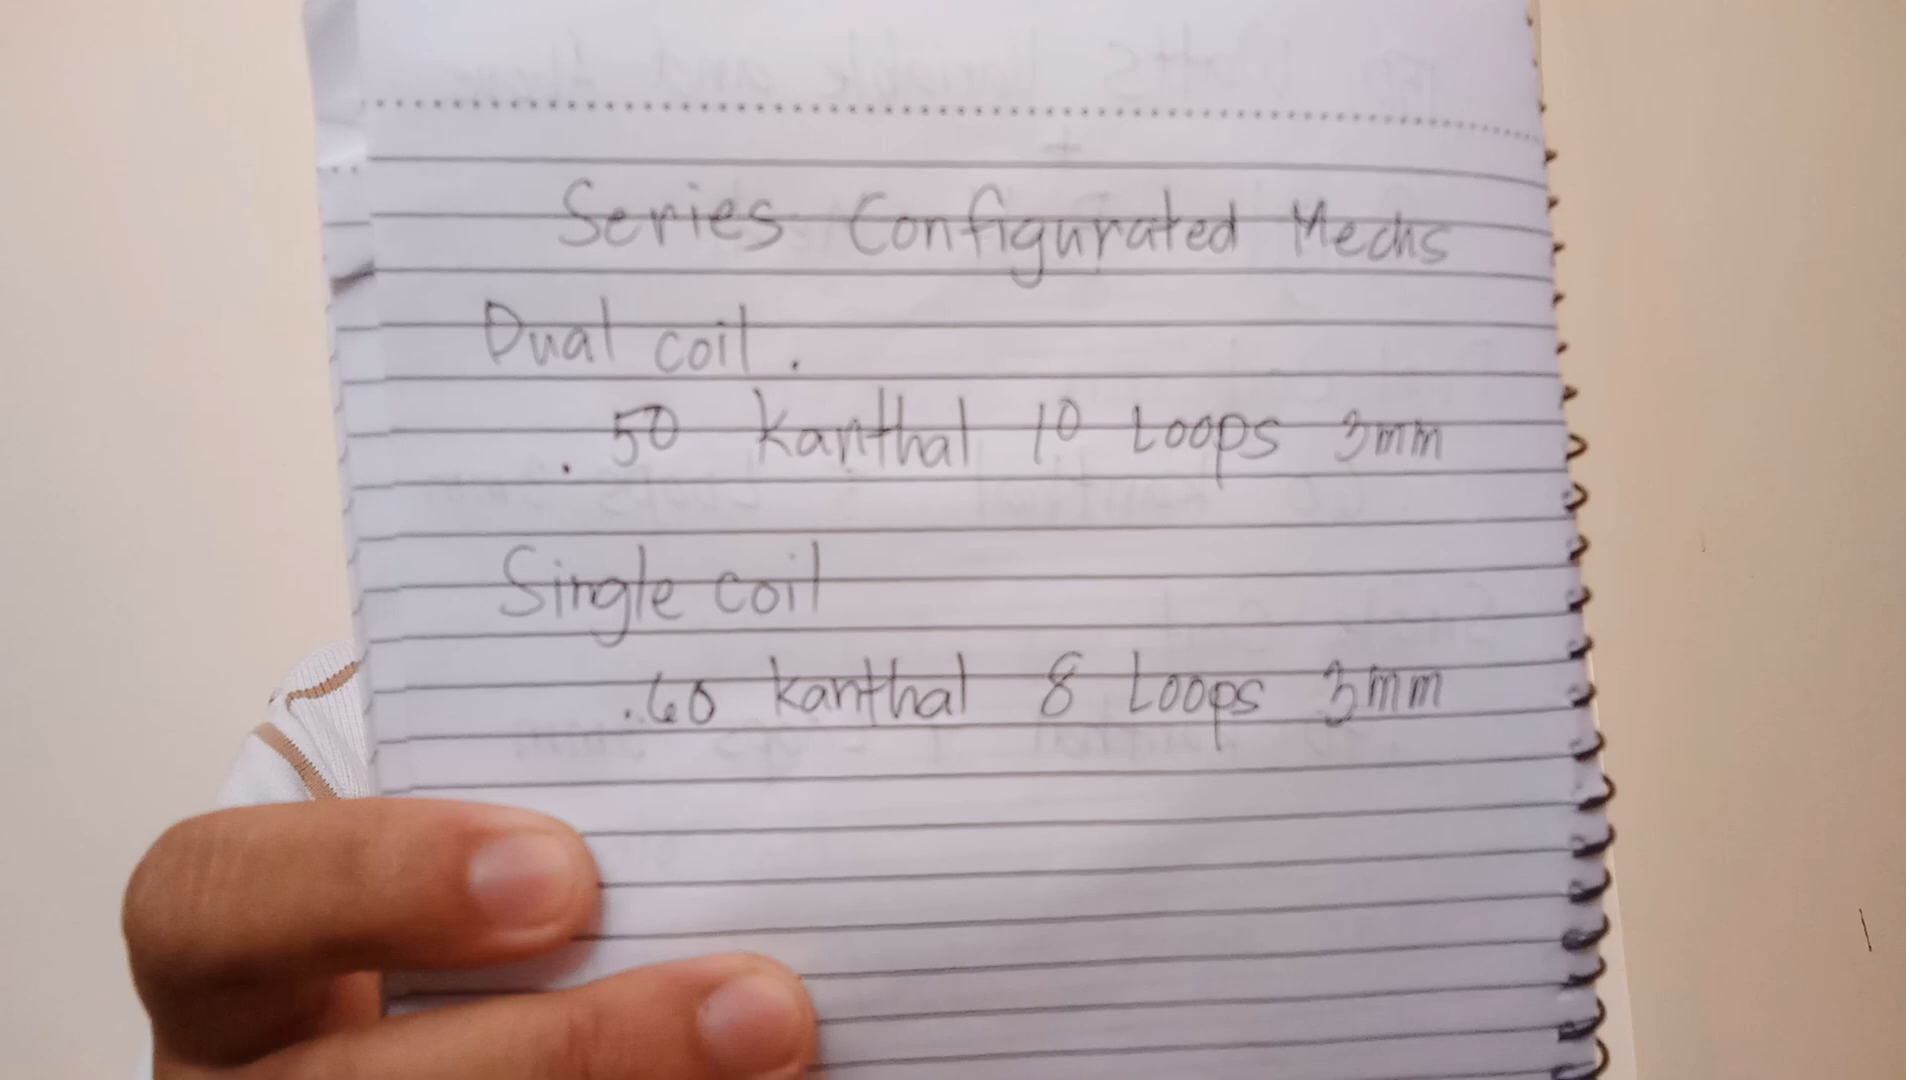 Series Configurated Mechs
Dual coil.
.50 Kanthal 10 Loops 3mm
Single coil
.60 Kanthal 8 Loops 3mm